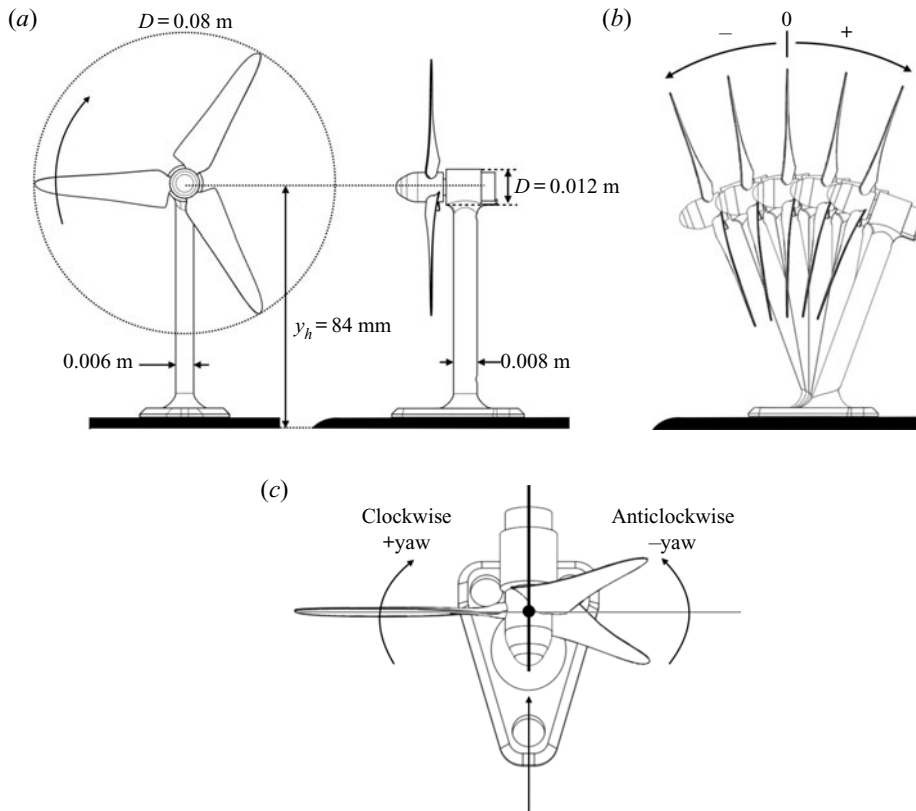 (a)
D = 0.08 m
D = 0.012 m
y_h = 84 mm
0.006 m
0.008 m
(b)
0
– +
(c)
Clockwise
+yaw
Anticlockwise
–yaw